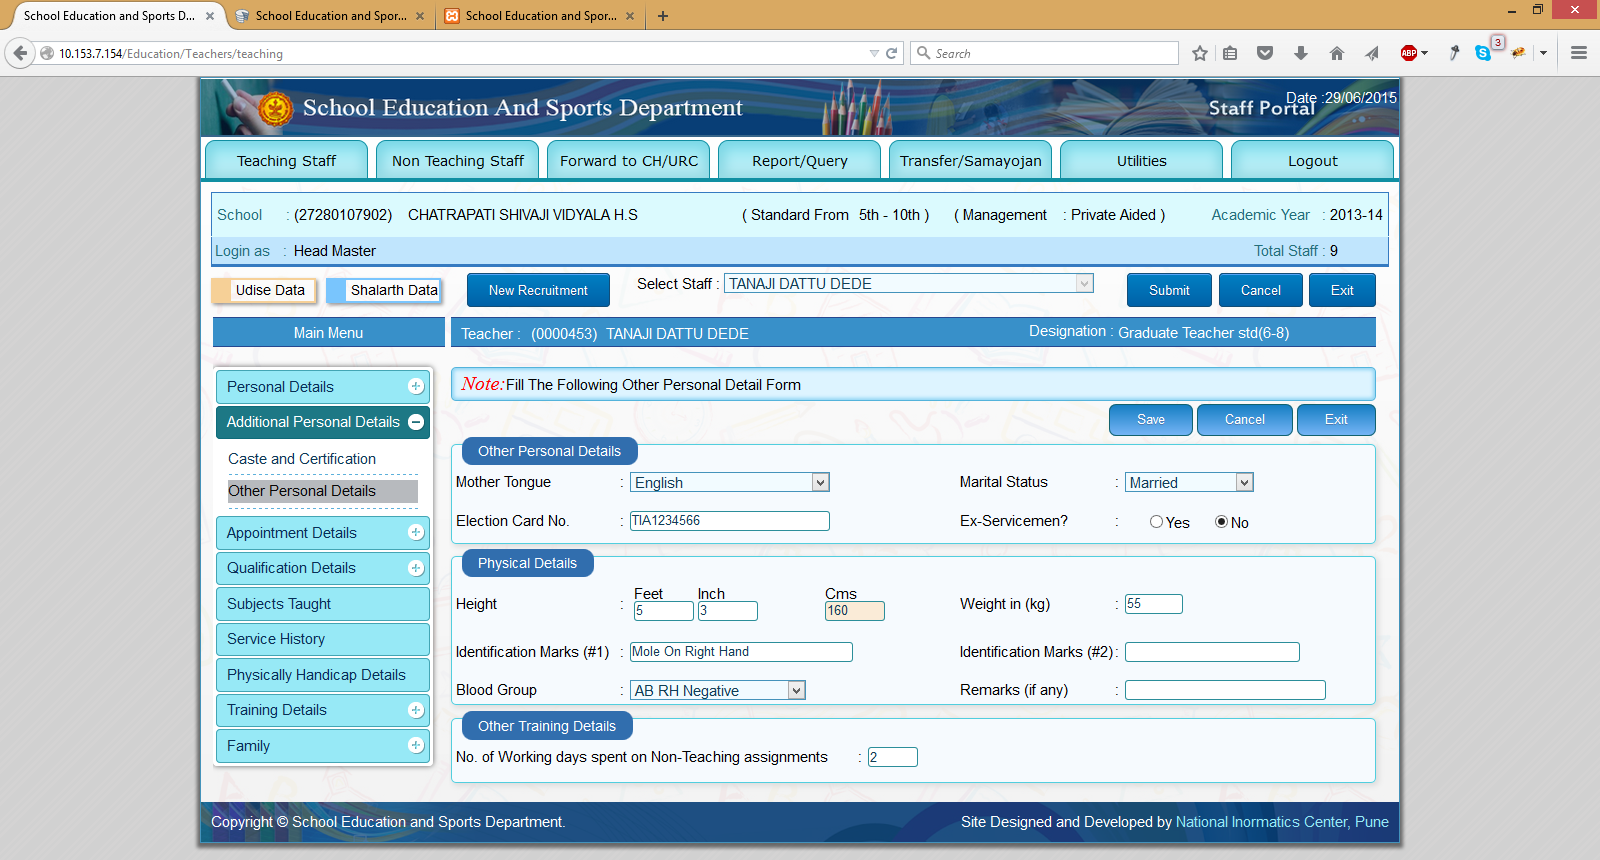 School Education and Sports D...
School Education and Spor...
School Education and Spor...
10.153.7.154/Education/Teachers/teaching
Search
ABP
3
School Education And Sports Department
Date :29/06/2015
Staff Portal
Teaching Staff Non Teaching Staff Forward to CH/URC Report/Query Transfer/Samayojan Utilities Logout
School : (27280107902) CHATRAPATI SHIVAJI VIDYALA H.S ( Standard From 5th - 10th ) ( Management : Private Aided ) Academic Year : 2013-14
Login as : Head Master Total Staff : 9
Udise Data Shalarth Data New Recruitment Select Staff : TANAJI DATTU DEDE Submit Cancel Exit
Main Menu
Teacher : (0000453) TANAJI DATTU DEDE Designation : Graduate Teacher std(6-8)
Personal Details
Additional Personal Details
Caste and Certification
Other Personal Details
Appointment Details
Qualification Details
Subjects Taught
Service History
Physically Handicap Details
Training Details
Family
Note:Fill The Following Other Personal Detail Form
Save Cancel Exit
Other Personal Details
Mother Tongue : English Marital Status : Married
Election Card No. : TIA1234566 Ex-Servicemen? : Yes No
Physical Details
Feet Inch Cms
Height : 5 3 160 Weight in (kg) : 55
Identification Marks (#1) : Mole On Right Hand Identification Marks (#2) :
Blood Group : AB RH Negative Remarks (if any) :
Other Training Details
No. of Working days spent on Non-Teaching assignments : 2
Copyright © School Education and Sports Department. Site Designed and Developed by National Inormatics Center, Pune